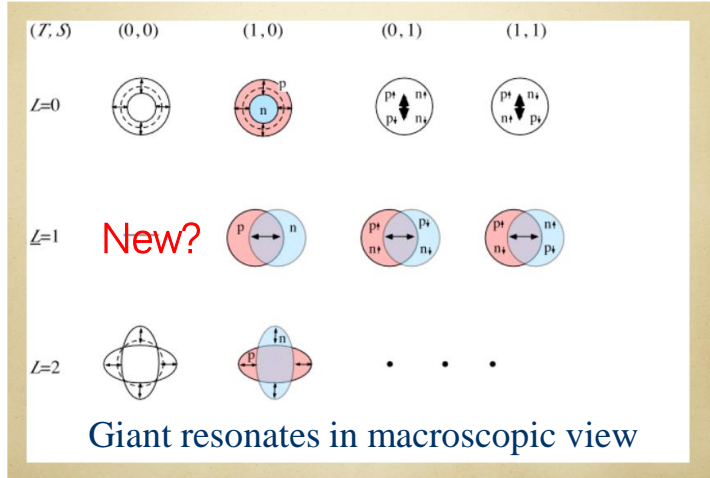 (T, S) (0, 0) (1, 0) (0, 1) (1, 1)
L=0
p
n
p↑ n↑
p↓ n↓
p↑ n↓
n↑ p↓
L=1
New?
p n
p↑ p↓
n↑ n↓
p↑ n↑
n↓ p↓
L=2
n
p
• • •
Giant resonates in macroscopic view